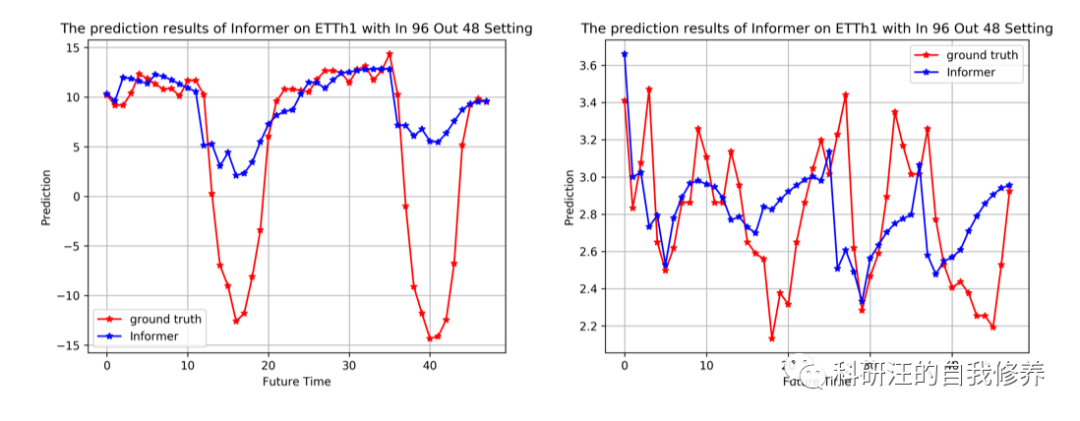 The prediction results of Informer on ETTh1 with In 96 Out 48 Setting
15
10
5
0
−5
−10
−15
Prediction
ground truth
Informer
0 10 20 30 40
Future Time
The prediction results of Informer on ETTh1 with In 96 Out 48 Setting
3.6
3.4
3.2
3.0
2.8
2.6
2.4
2.2
Prediction
ground truth
Informer
0 10
Future Time
科研汪的自我修养